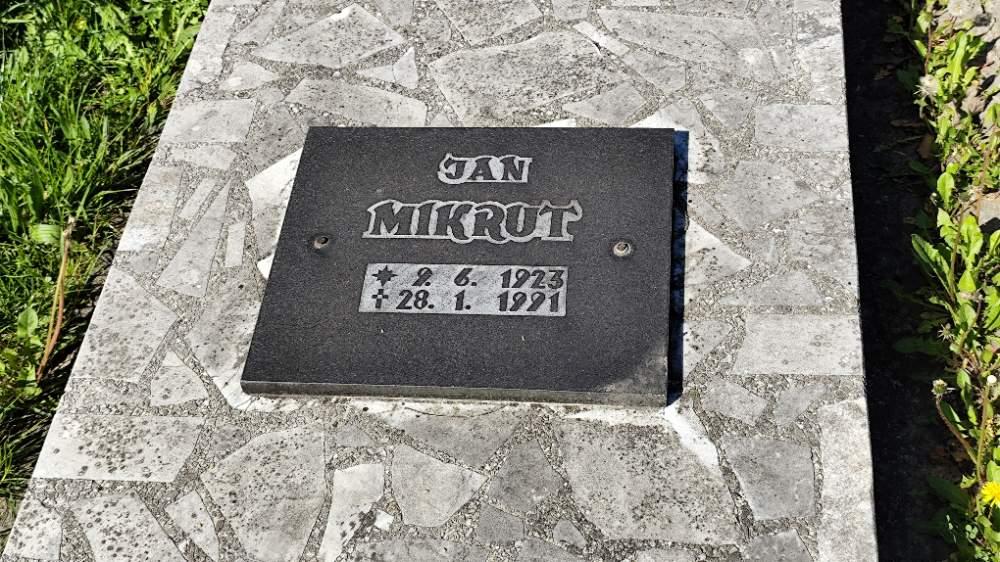 JAN
MIKRUT
* 9. 6. 1923
† 28. 1. 1991